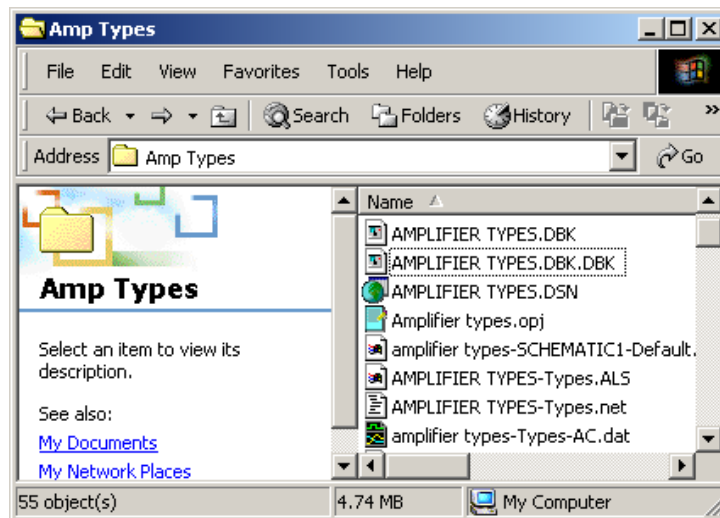 Amp Types
File Edit View Favorites Tools Help
Back Search Folders History »
Address Amp Types Go
Amp Types
Select an item to view its
description.
See also:
My Documents
My Network Places
Name
AMPLIFIER TYPES.DBK
AMPLIFIER TYPES.DBK.DBK
AMPLIFIER TYPES.DSN
Amplifier types.opj
amplifier types-SCHEMATIC1-Default.
AMPLIFIER TYPES-Types.ALS
AMPLIFIER TYPES-Types.net
amplifier types-Types-AC.dat
55 object(s) 4.74 MB My Computer